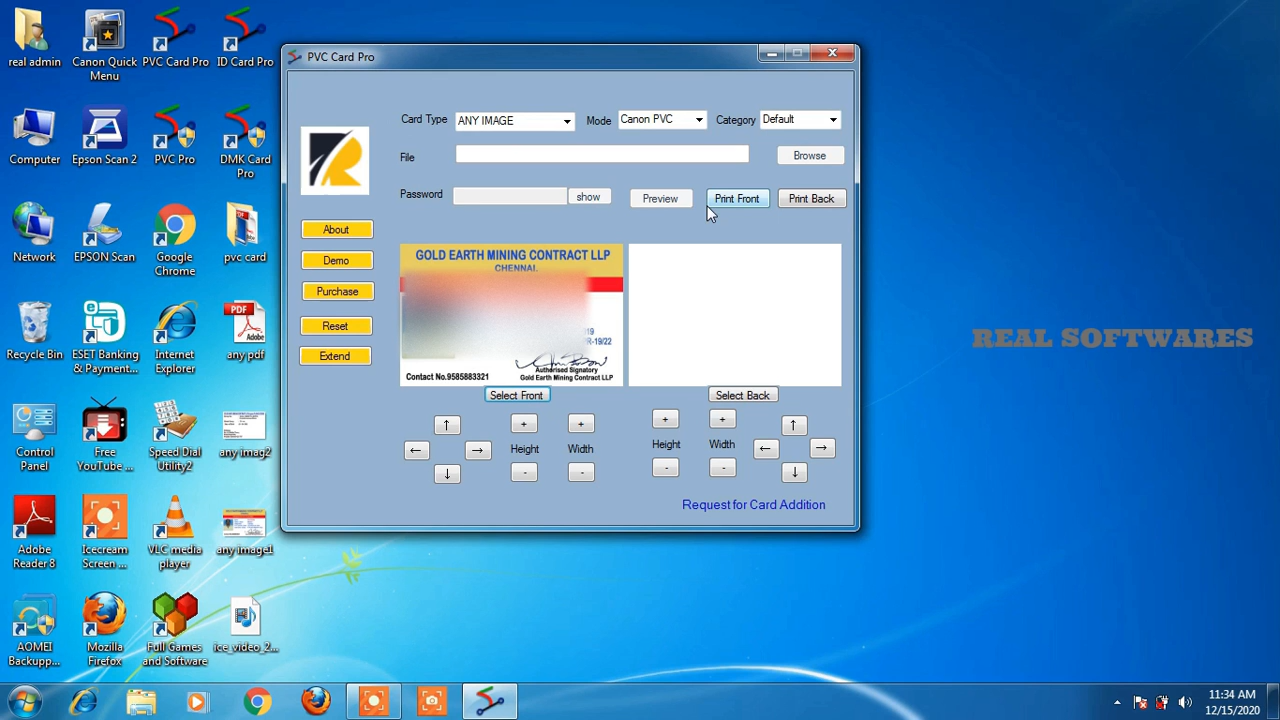 real admin
Canon Quick Menu
PVC Card Pro
ID Card Pro
Computer
Epson Scan 2
PVC Pro
DMK Card Pro
Network
EPSON Scan
Google Chrome
pvc card
Recycle Bin
ESET Banking & Payment...
Internet Explorer
PDF
Adobe
any pdf
Control Panel
Free YouTube ...
Speed Dial Utility2
any imag2
Adobe Reader 8
Icecream Screen ...
VLC media player
any image1
AOMEI Backupp...
Mozilla Firefox
Full Games and Software
ice_video_2...
PVC Card Pro
Card Type ANY IMAGE Mode Canon PVC Category Default
File Browse
Password show Preview Print Front Print Back
About
Demo
Purchase
Reset
Extend
GOLD EARTH MINING CONTRACT LLP
CHENNAI.
19
R-19/22
Authorised Signatory
Contact No.9585883321 Gold Earth Mining Contract LLP
Select Front Select Back
+ + + +
Height Width Height Width
- - - -
Request for Card Addition
REAL SOFTWARES
11:34 AM
12/15/2020